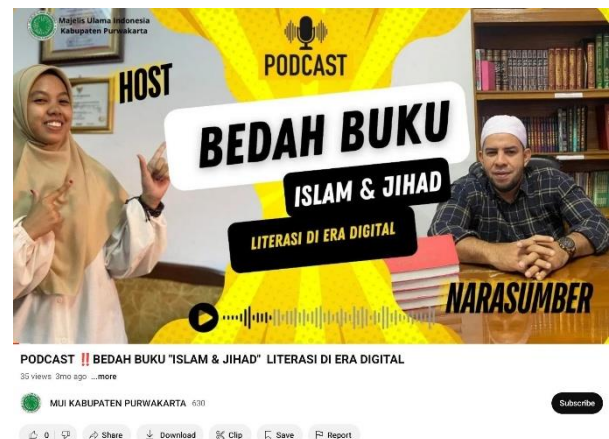 Majelis Ulama Indonesia
Kabupaten Purwakarta
PODCAST
HOST
BEDAH BUKU
ISLAM & JIHAD
LITERASI DI ERA DIGITAL
NARASUMBER
PODCAST ‼️ BEDAH BUKU "ISLAM & JIHAD" LITERASI DI ERA DIGITAL
35 views 3mo ago ...more
MUI KABUPATEN PURWAKARTA 630
Subscribe
0 Share Download Clip Save Report